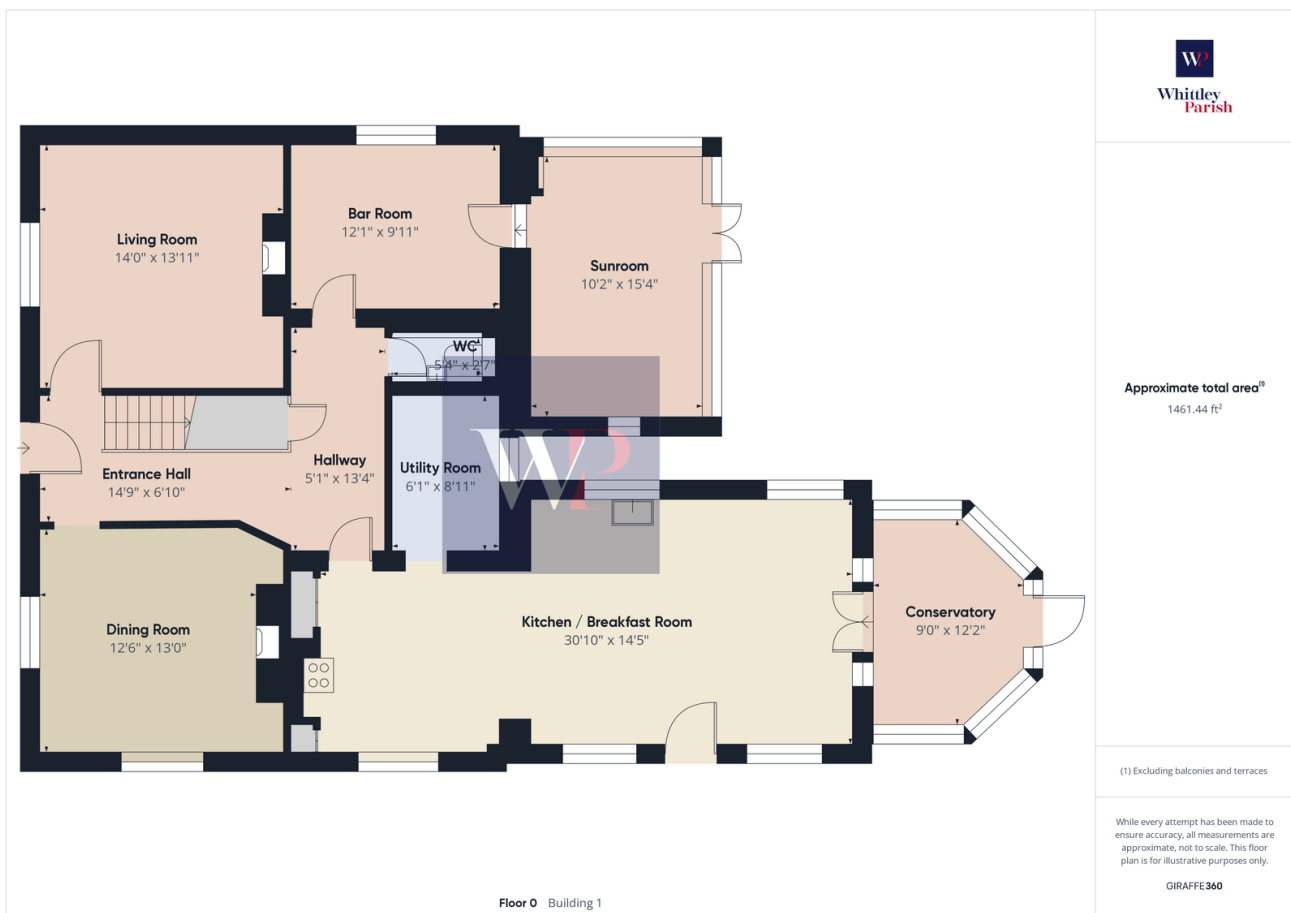 WP
Whittley
Parish
Living Room
14'0" x 13'11"
Bar Room
12'1" x 9'11"
Sunroom
10'2" x 15'4"
WC
5'4" x 2'7"
Approximate total area(1)
1461.44 ft²
Entrance Hall
14'9" x 6'10"
Hallway
5'1" x 13'4"
Utility Room
6'1" x 8'11"
WP
Dining Room
12'6" x 13'0"
Kitchen / Breakfast Room
30'10" x 14'5"
Conservatory
9'0" x 12'2"
(1) Excluding balconies and terraces
While every attempt has been made to
ensure accuracy, all measurements are
approximate, not to scale. This floor
plan is for illustrative purposes only.
GIRAFFE360
Floor 0 Building 1